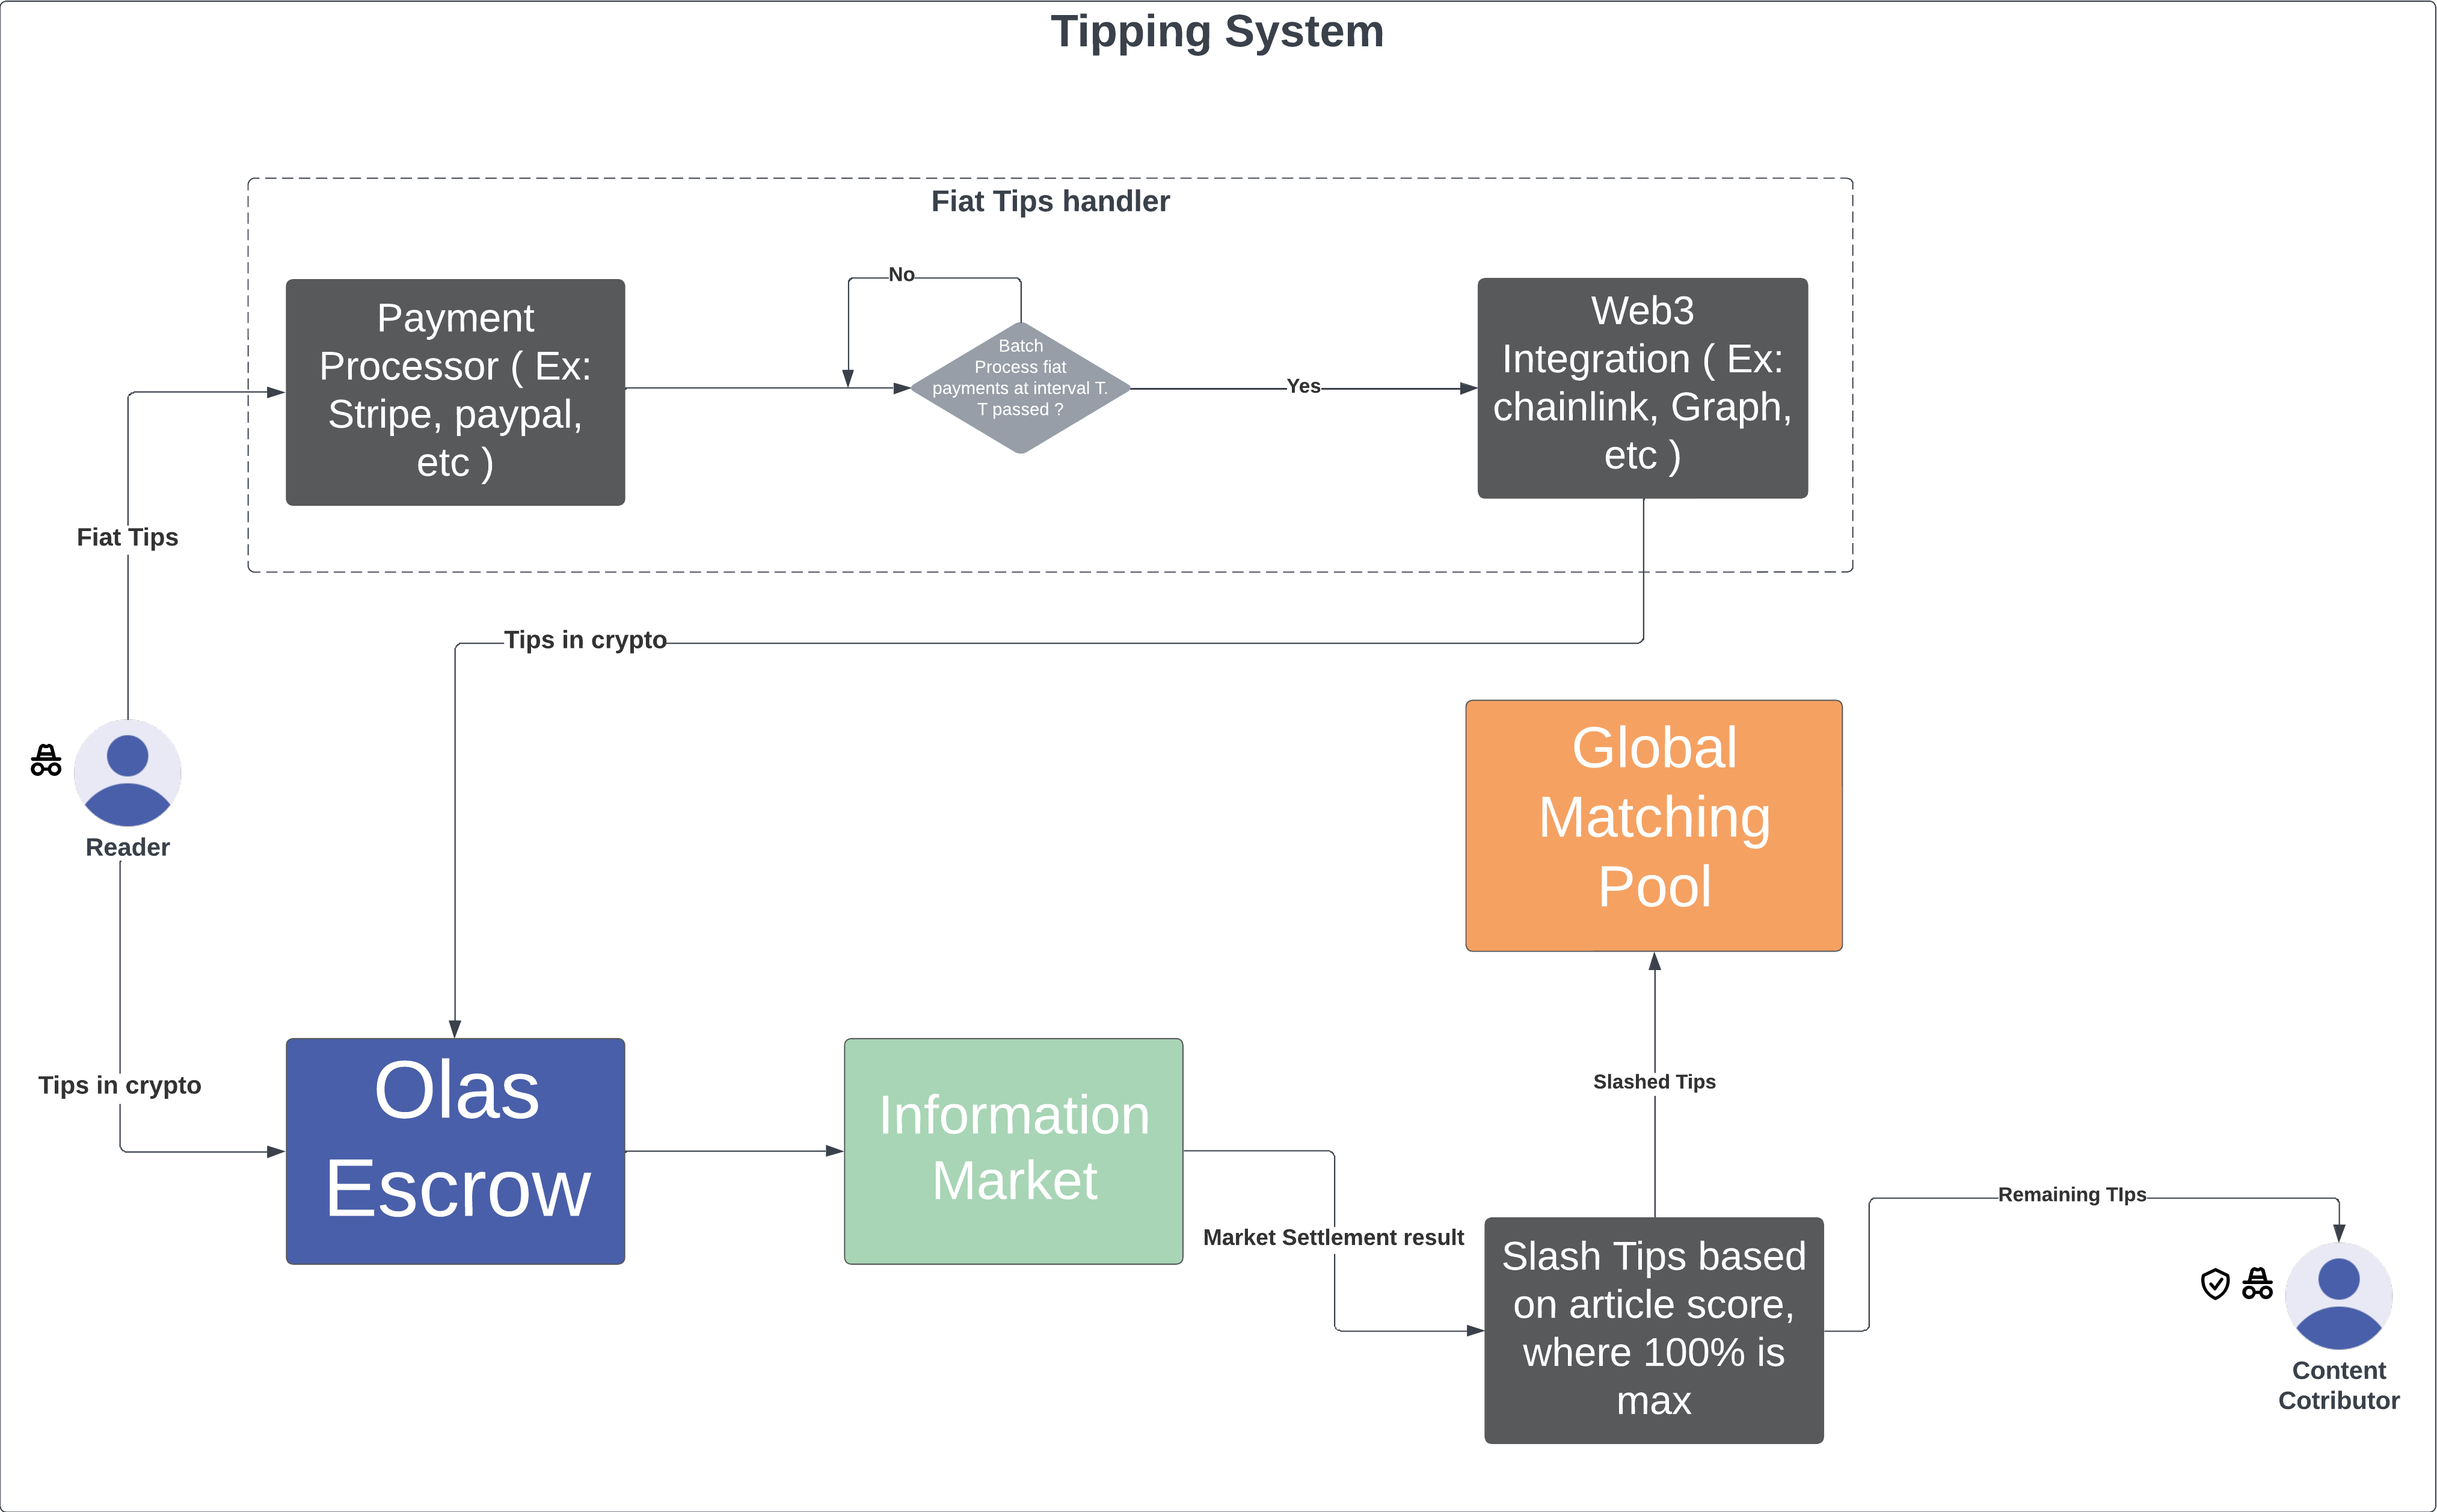 Tipping System
Fiat Tips handler
No
Payment
Processor ( Ex:
Stripe, paypal,
etc )
Batch
Process fiat
payments at interval T.
T passed ?
Yes
Web3
Integration ( Ex:
chainlink, Graph,
etc )
Fiat Tips
Tips in crypto
Reader
Global
Matching
Pool
Tips in crypto
Olas
Escrow
Information
Market
Slashed Tips
Market Settlement result
Remaining TIps
Slash Tips based
on article score,
where 100% is
max
Content
Cotributor